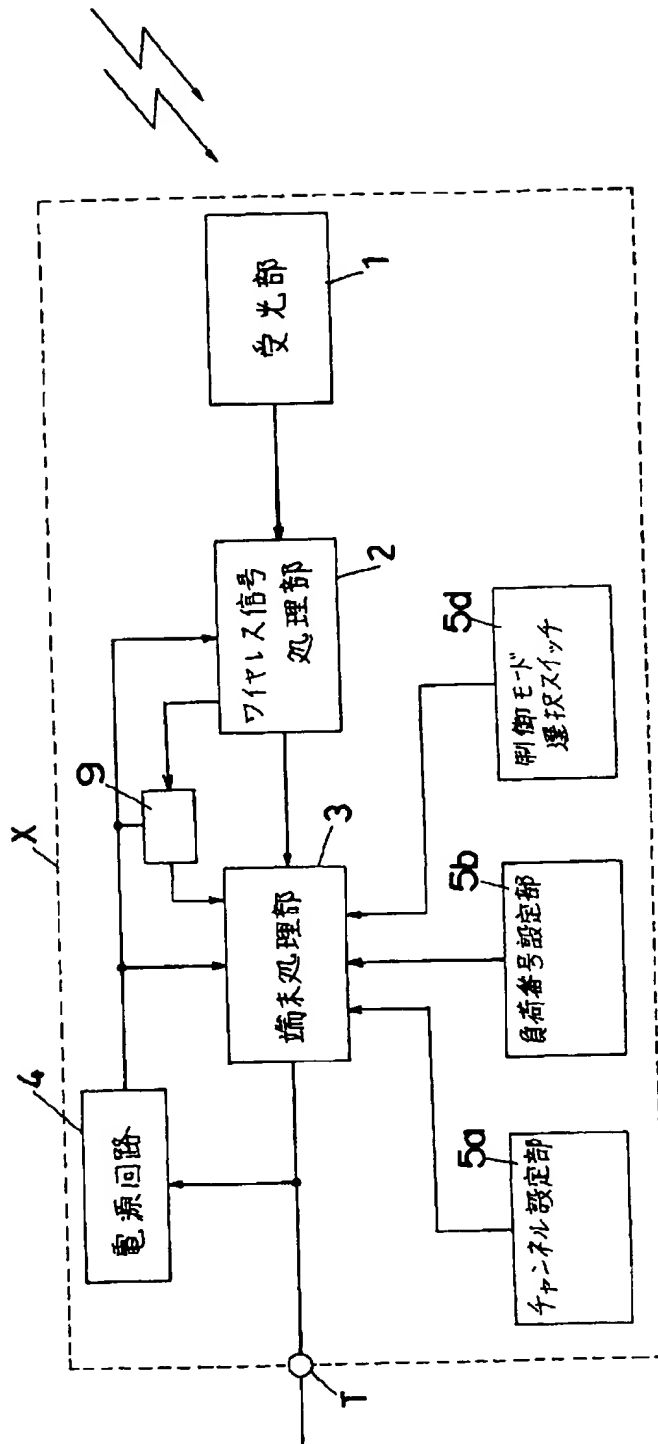 X
4
電源回路
9
ワイヤレス信号
処理部
2
受光部
1
端末処理部
3
T
チャンネル設定部
5a
負荷番号設定部
5b
制御モード
選択スイッチ
5d